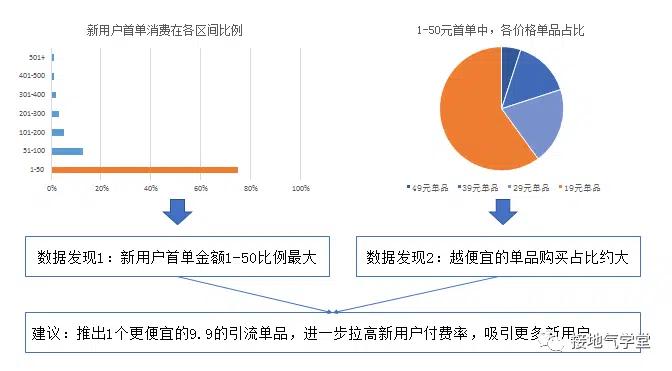 新用户首单消费在各区间比例
501+
401-500
301-400
201-300
101-200
51-100
1-50
0% 20% 40% 60% 80% 100%
1-50元首单中，各价格单品占比
49元单品 39元单品 29元单品 19元单品
数据发现1：新用户首单金额1-50比例最大
数据发现2：越便宜的单品购买占比约大
建议：推出1个更便宜的9.9的引流单品，进一步拉高新用户付费率，吸引更多新用户
接地气学堂